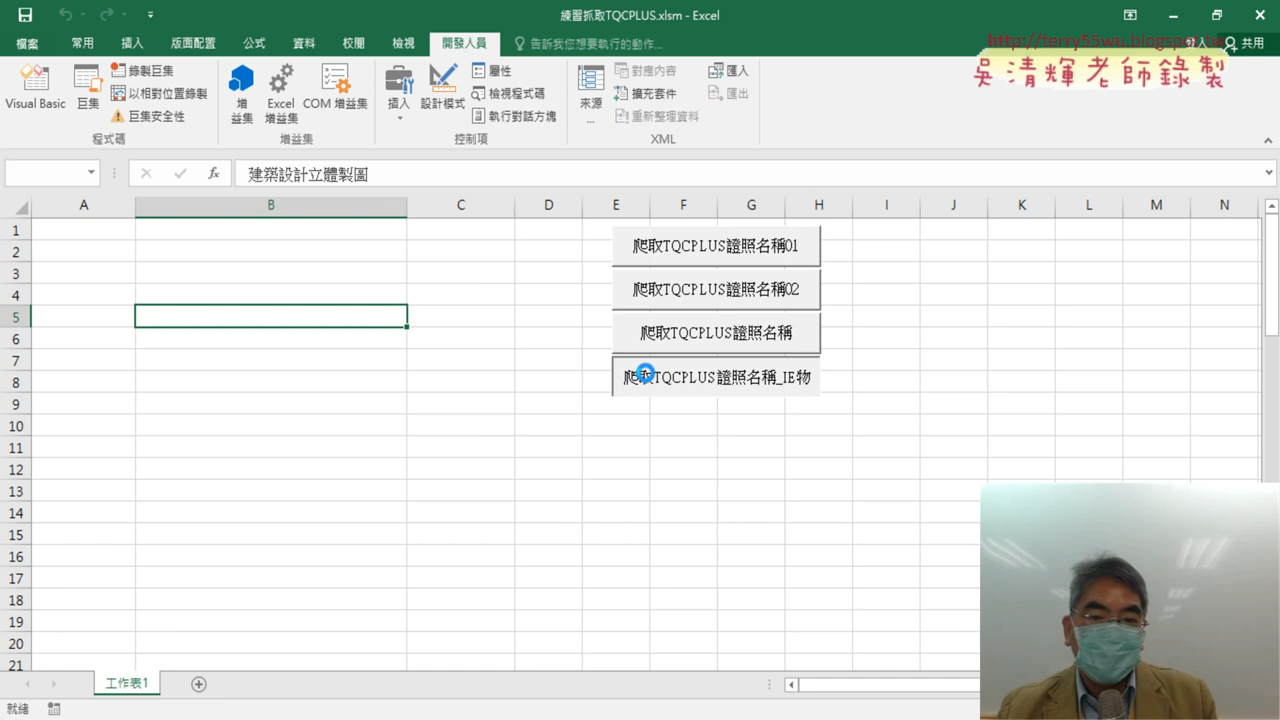 練習抓取TQCPLUS.xlsm - Excel
檔案 常用 插入 版面配置 公式 資料 校閱 檢視 開發人員 告訴我您想要執行的動作... 登入 共用
http://terry55wu.blogspot.tw
吳清輝老師錄製
Visual Basic 巨集 錄製巨集 以相對位置錄製 巨集安全性
程式碼
增益集 Excel 增益集 COM 增益集
增益集
插入 設計模式 屬性 檢視程式碼 執行對話方塊
控制項
來源... 對應內容 擴充套件 重新整理資料 匯入 匯出
XML
fx 建築設計立體製圖
A B C D E F G H I J K L M N
1
2
3
4
5
6
7
8
9
10
11
12
13
14
15
16
17
18
19
20
21
爬取TQCPLUS證照名稱01
爬取TQCPLUS證照名稱02
爬取TQCPLUS證照名稱
爬取TQCPLUS證照名稱_IE物
工作表1
就緒